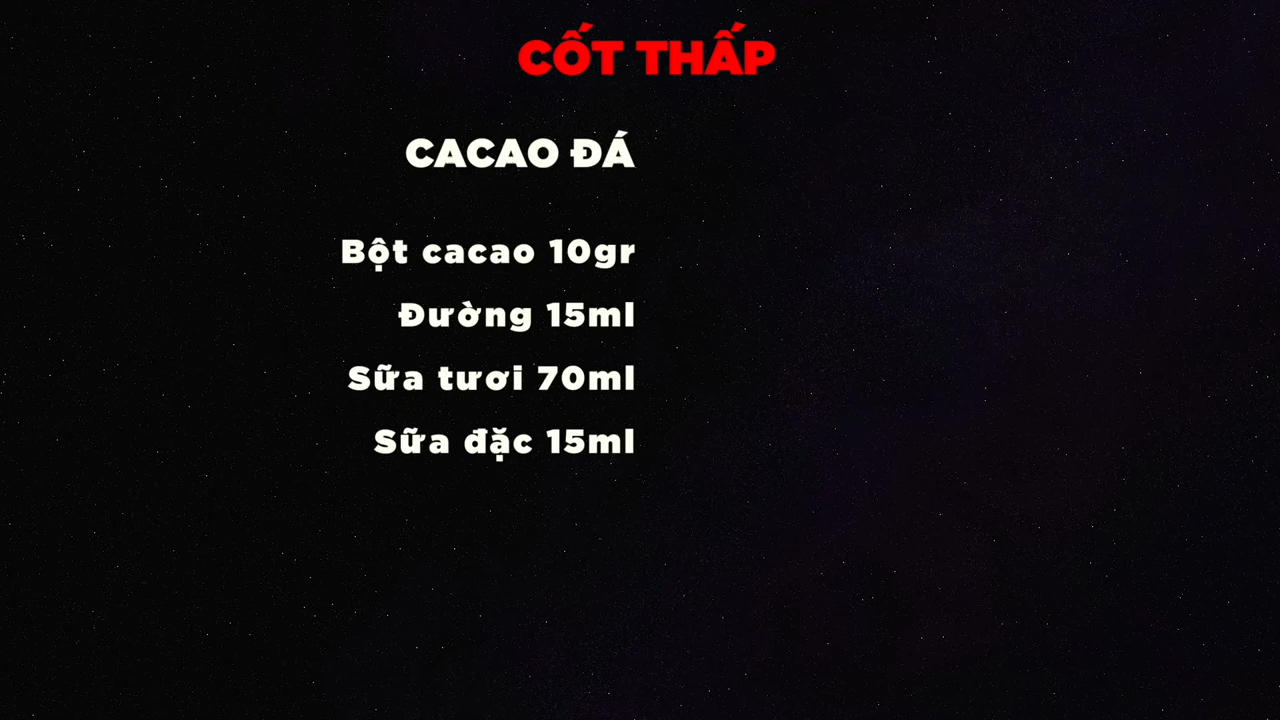 CỐT THẤP
CACAO ĐÁ
Bột cacao 10gr
Đường 15ml
Sữa tươi 70ml
Sữa đặc 15ml